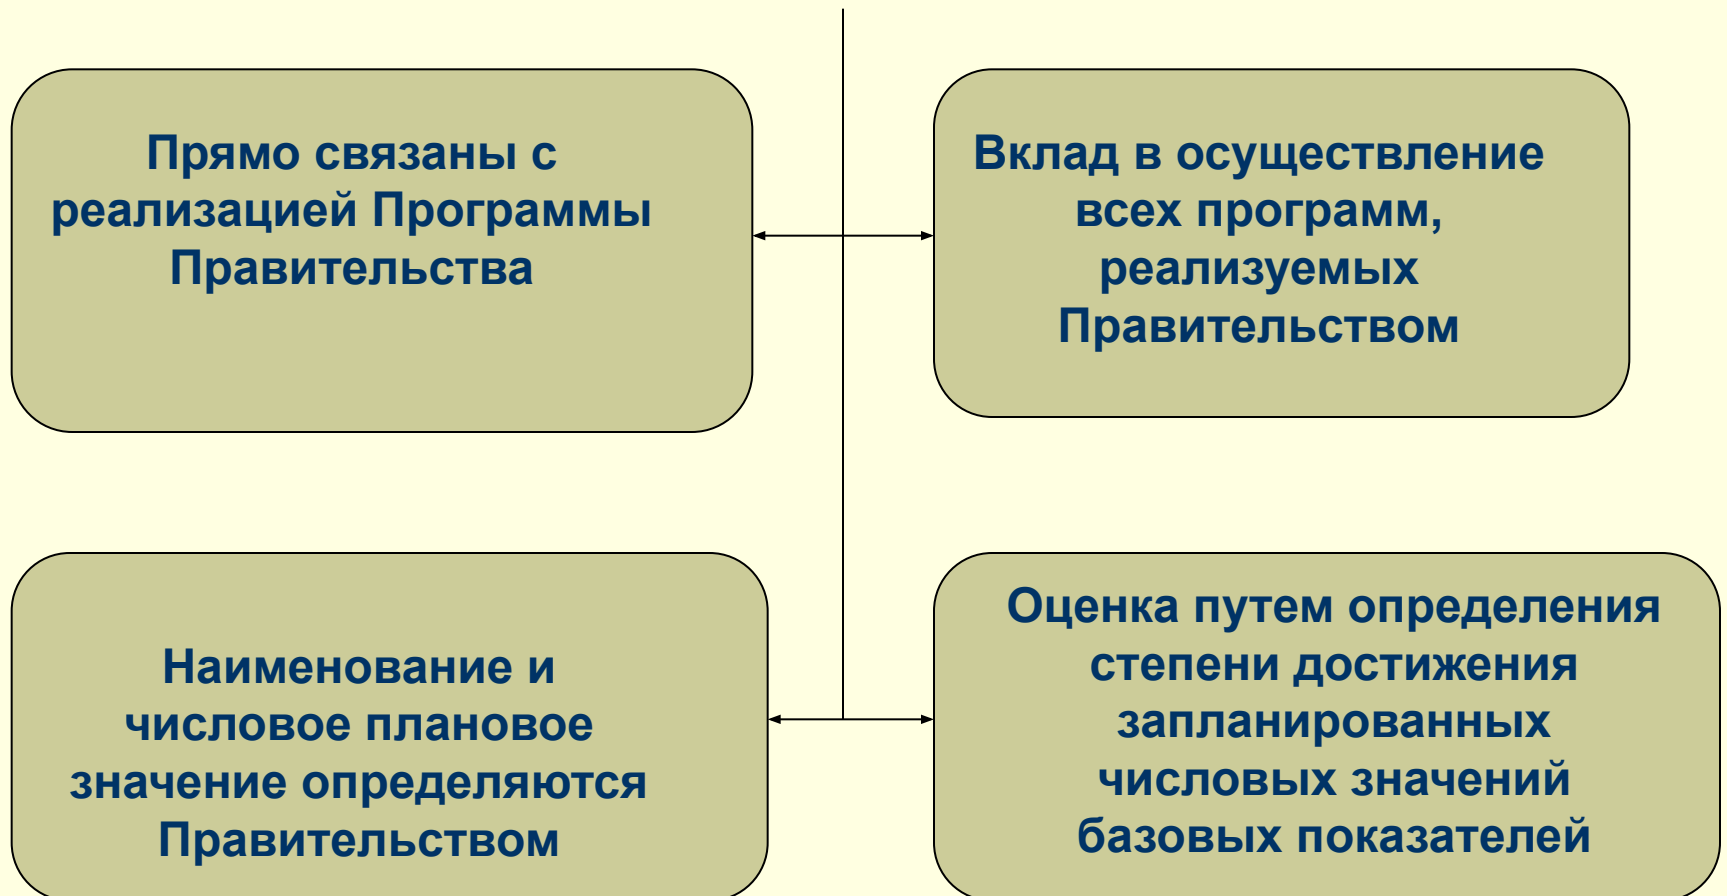 Прямо связаны с
реализацией Программы
Правительства
Вклад в осуществление
всех программ,
реализуемых
Правительством
Наименование и
числовое плановое
значение определяются
Правительством
Оценка путем определения
степени достижения
запланированных
числовых значений
базовых показателей